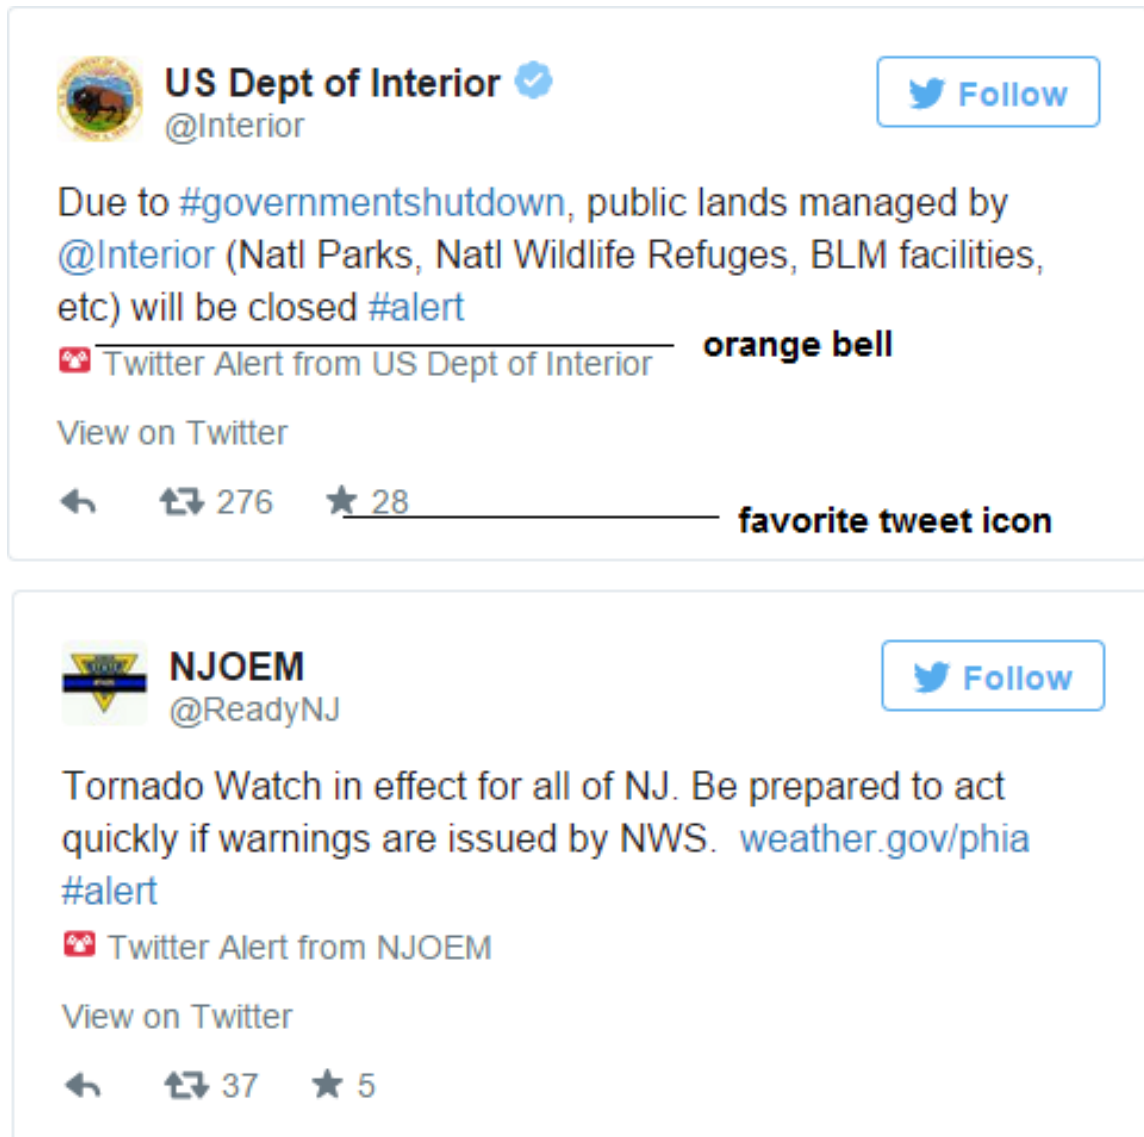 US Dept of Interior
@Interior
Follow
Due to #governmentshutdown, public lands managed by
@Interior (Natl Parks, Natl Wildlife Refuges, BLM facilities,
etc) will be closed #alert
orange bell
Twitter Alert from US Dept of Interior
View on Twitter
276 28
favorite tweet icon
NJOEM
@ReadyNJ
Follow
Tornado Watch in effect for all of NJ. Be prepared to act
quickly if warnings are issued by NWS. weather.gov/phia
#alert
Twitter Alert from NJOEM
View on Twitter
37 5